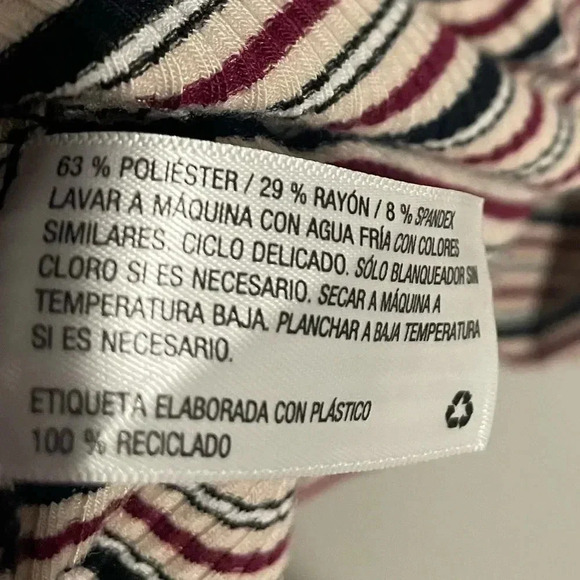 63 % POLIÉSTER / 29 % RAYÓN / 8 % SPANDEX
LAVAR A MÁQUINA CON AGUA FRÍA CON COLORES
SIMILARES. CICLO DELICADO. SÓLO BLANQUEADOR SIN
CLORO SI ES NECESARIO. SECAR A MÁQUINA A
TEMPERATURA BAJA. PLANCHAR A BAJA TEMPERATURA
SI ES NECESARIO.
ETIQUETA ELABORADA CON PLÁSTICO
100 % RECICLADO